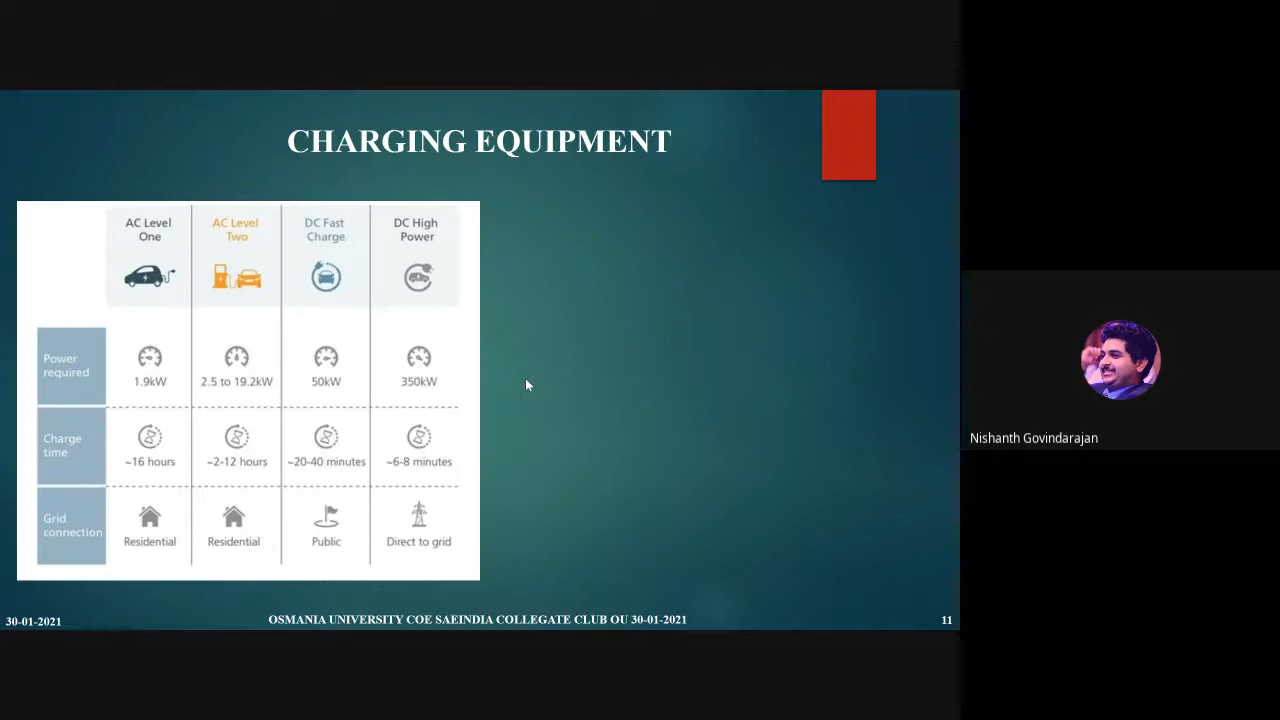 CHARGING EQUIPMENT
AC Level
One
AC Level
Two
DC Fast
Charge
DC High
Power
Power
required
1.9kW
2.5 to 19.2kW
50kW
350kW
Charge
time
~16 hours
~2-12 hours
~20-40 minutes
~6-8 minutes
Grid
connection
Residential
Residential
Public
Direct to grid
30-01-2021
OSMANIA UNIVERSITY COE SAEINDIA COLLEGATE CLUB OU 30-01-2021
11
Nishanth Govindarajan